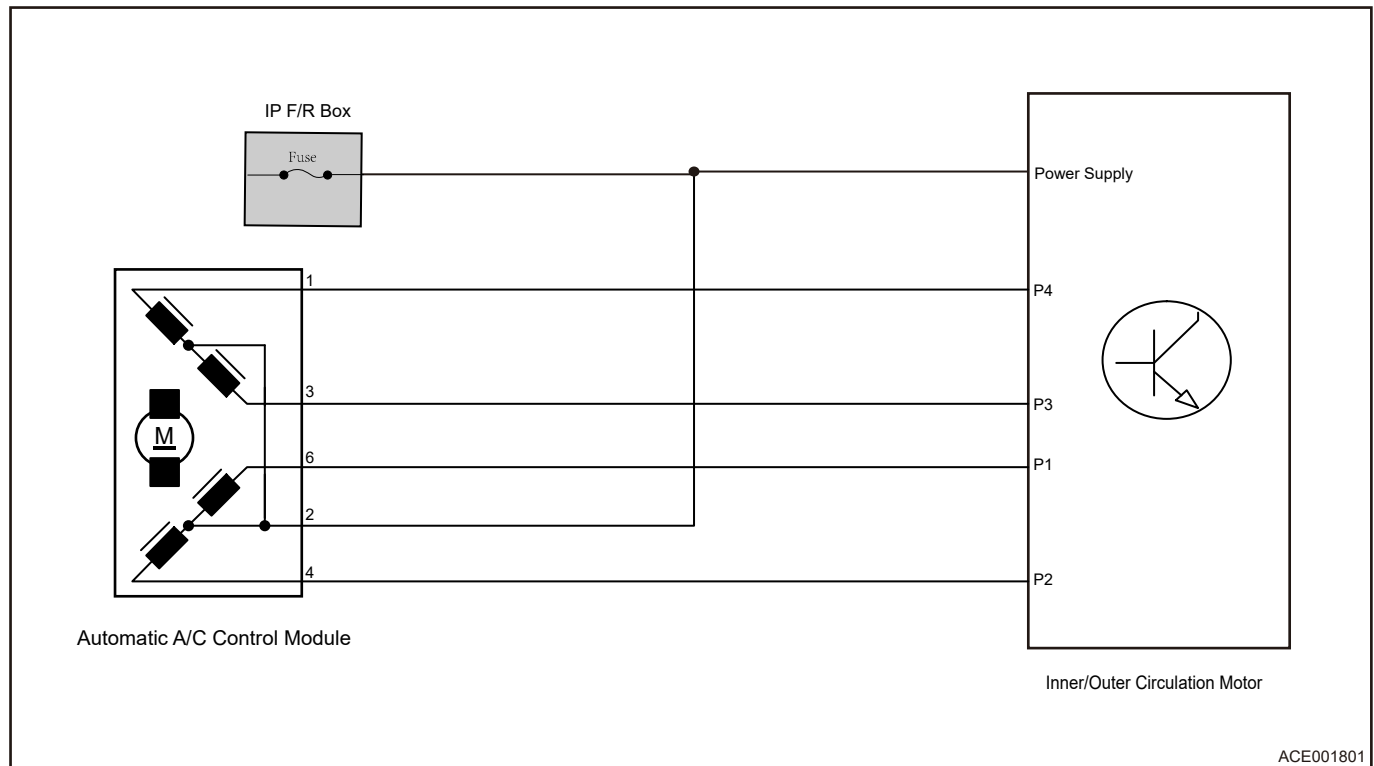 IP F/R Box
Fuse
Power Supply
1
P4
3
P3
M
6
P1
2
4
P2
Automatic A/C Control Module
Inner/Outer Circulation Motor
ACE001801